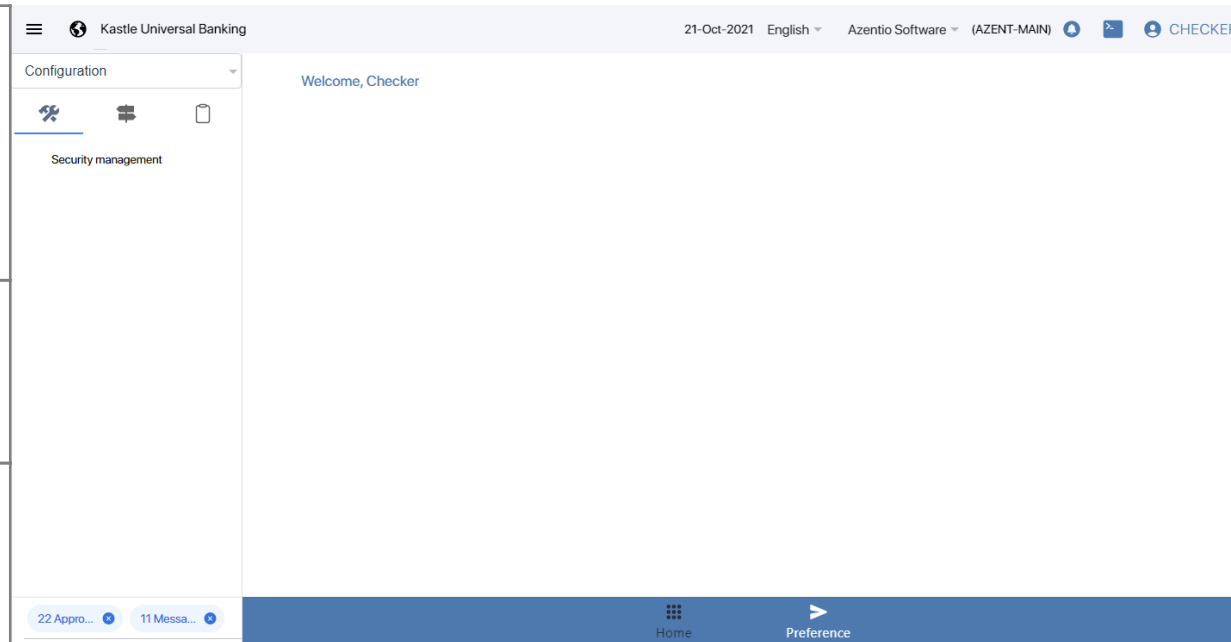 Kastle Universal Banking
21-Oct-2021 English Azentio Software (AZENT-MAIN) CHECKER
Configuration
Welcome, Checker
Security management
22 Appro... 11 Messa...
Home Preference